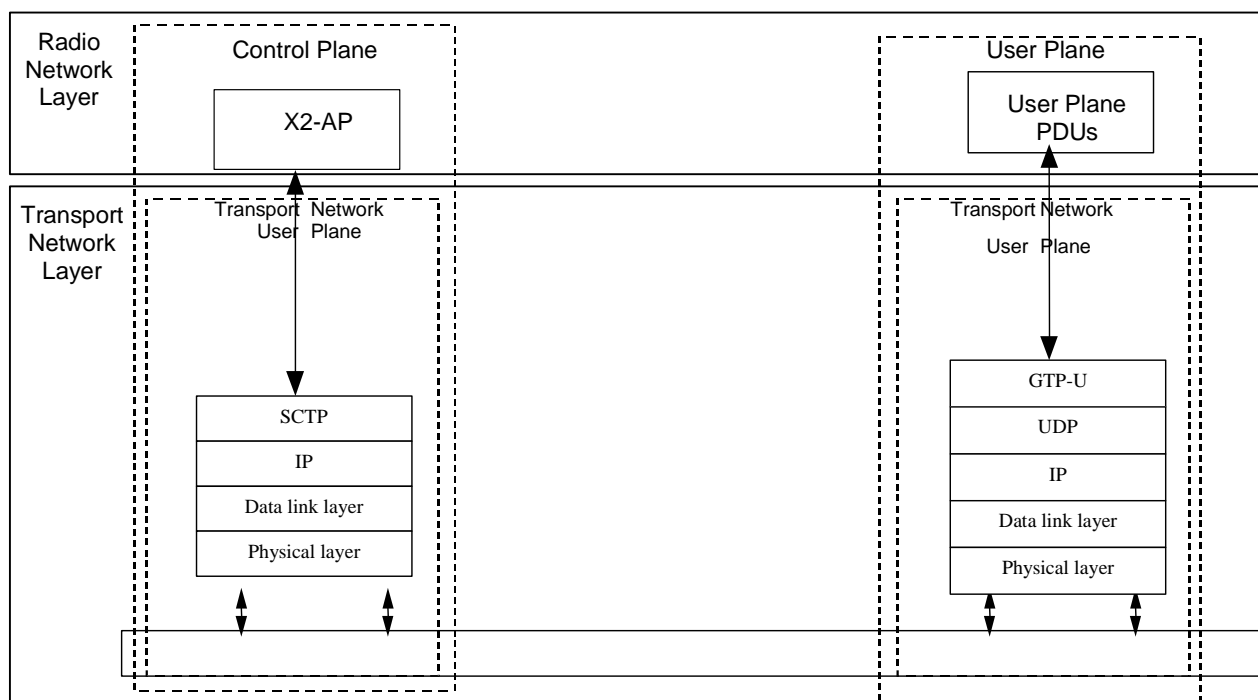 Radio
Network
Layer
Control Plane
X2-AP
User Plane
User Plane
PDUs
Transport
Network
Layer
Transport Network
User Plane
SCTP
IP
Data link layer
Physical layer
Transport Network
User Plane
GTP-U
UDP
IP
Data link layer
Physical layer